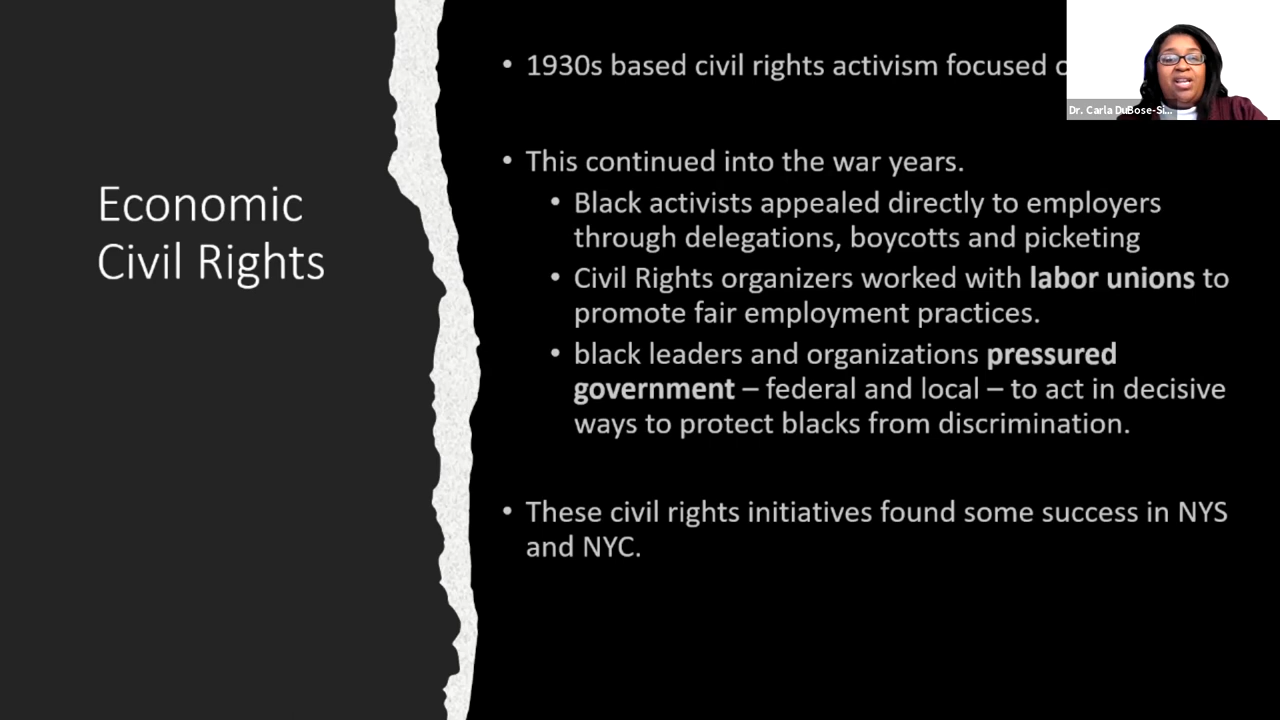 Economic
Civil Rights
• 1930s based civil rights activism focused
Dr. Carla DuBose-Si...
• This continued into the war years.
• Black activists appealed directly to employers
through delegations, boycotts and picketing
• Civil Rights organizers worked with labor unions to
promote fair employment practices.
• black leaders and organizations pressured
government – federal and local – to act in decisive
ways to protect blacks from discrimination.
• These civil rights initiatives found some success in NYS
and NYC.